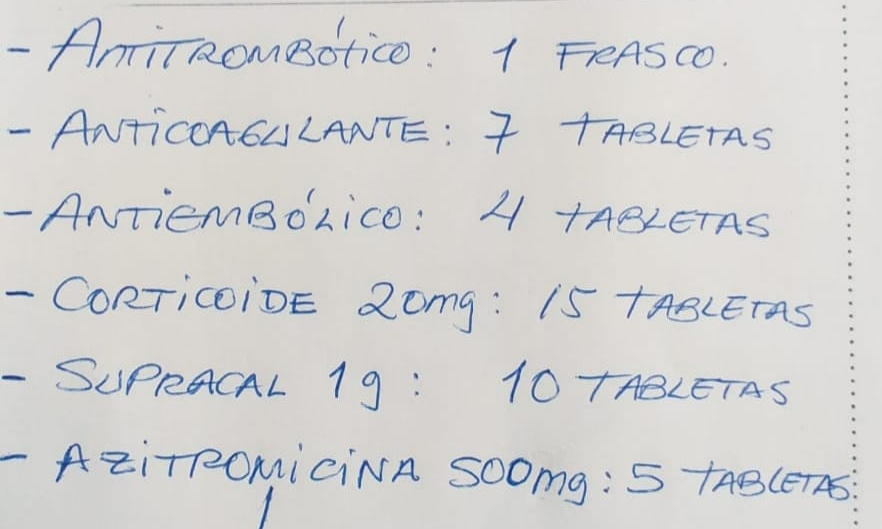 - ANTITROMBÓTICO: 1 FRASCO.
- ANTICOAGULANTE: 7 TABLETAS
- ANTIEMBÓLICO: 4 TABLETAS
- CORTICOIDE 20mg: 15 TABLETAS
- SUPRACAL 1g: 10 TABLETAS
- AZITROMICINA 500mg: 5 TABLETAS